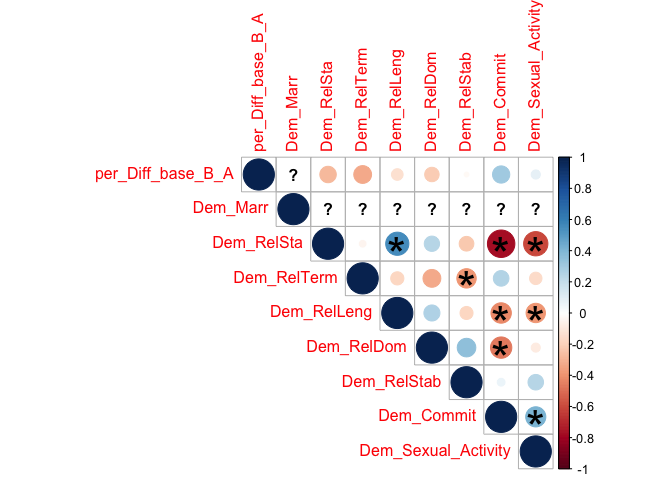 per_Diff_base_B_A
Dem_Marr
Dem_RelSta
Dem_RelTerm
Dem_RelLeng
Dem_RelDom
Dem_RelStab
Dem_Commit
Dem_Sexual_Activity
per_Diff_base_B_A ?
Dem_Marr ? ? ? ? ? ? ?
Dem_RelSta * * *
Dem_RelTerm *
Dem_RelLeng * *
Dem_RelDom *
Dem_RelStab
Dem_Commit *
Dem_Sexual_Activity
1
0.8
0.6
0.4
0.2
0
-0.2
-0.4
-0.6
-0.8
-1